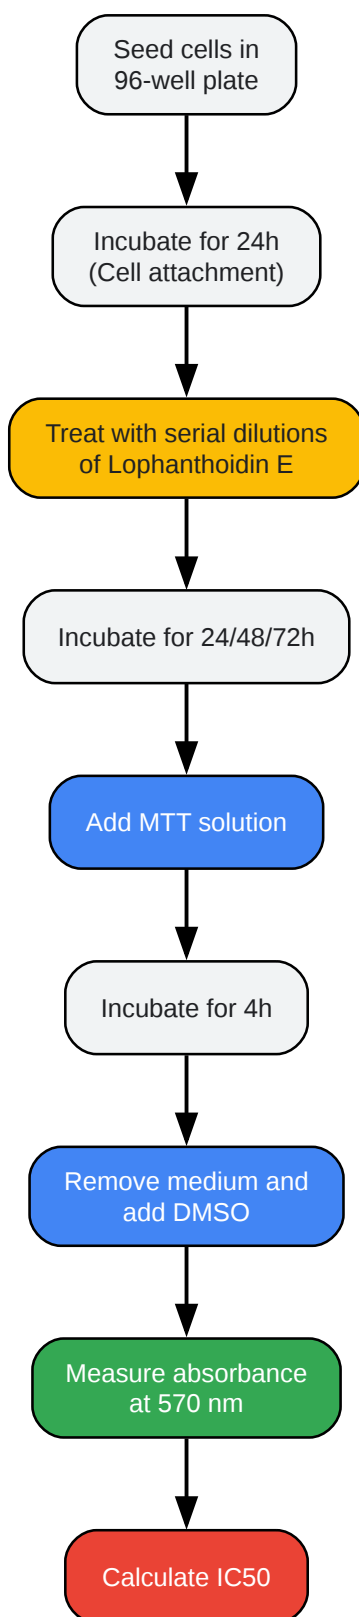 Seed cells in
96-well plate
Incubate for 24h
(Cell attachment)
Treat with serial dilutions
of Lophanthoidin E
Incubate for 24/48/72h
Add MTT solution
Incubate for 4h
Remove medium and
add DMSO
Measure absorbance
at 570 nm
Calculate IC50